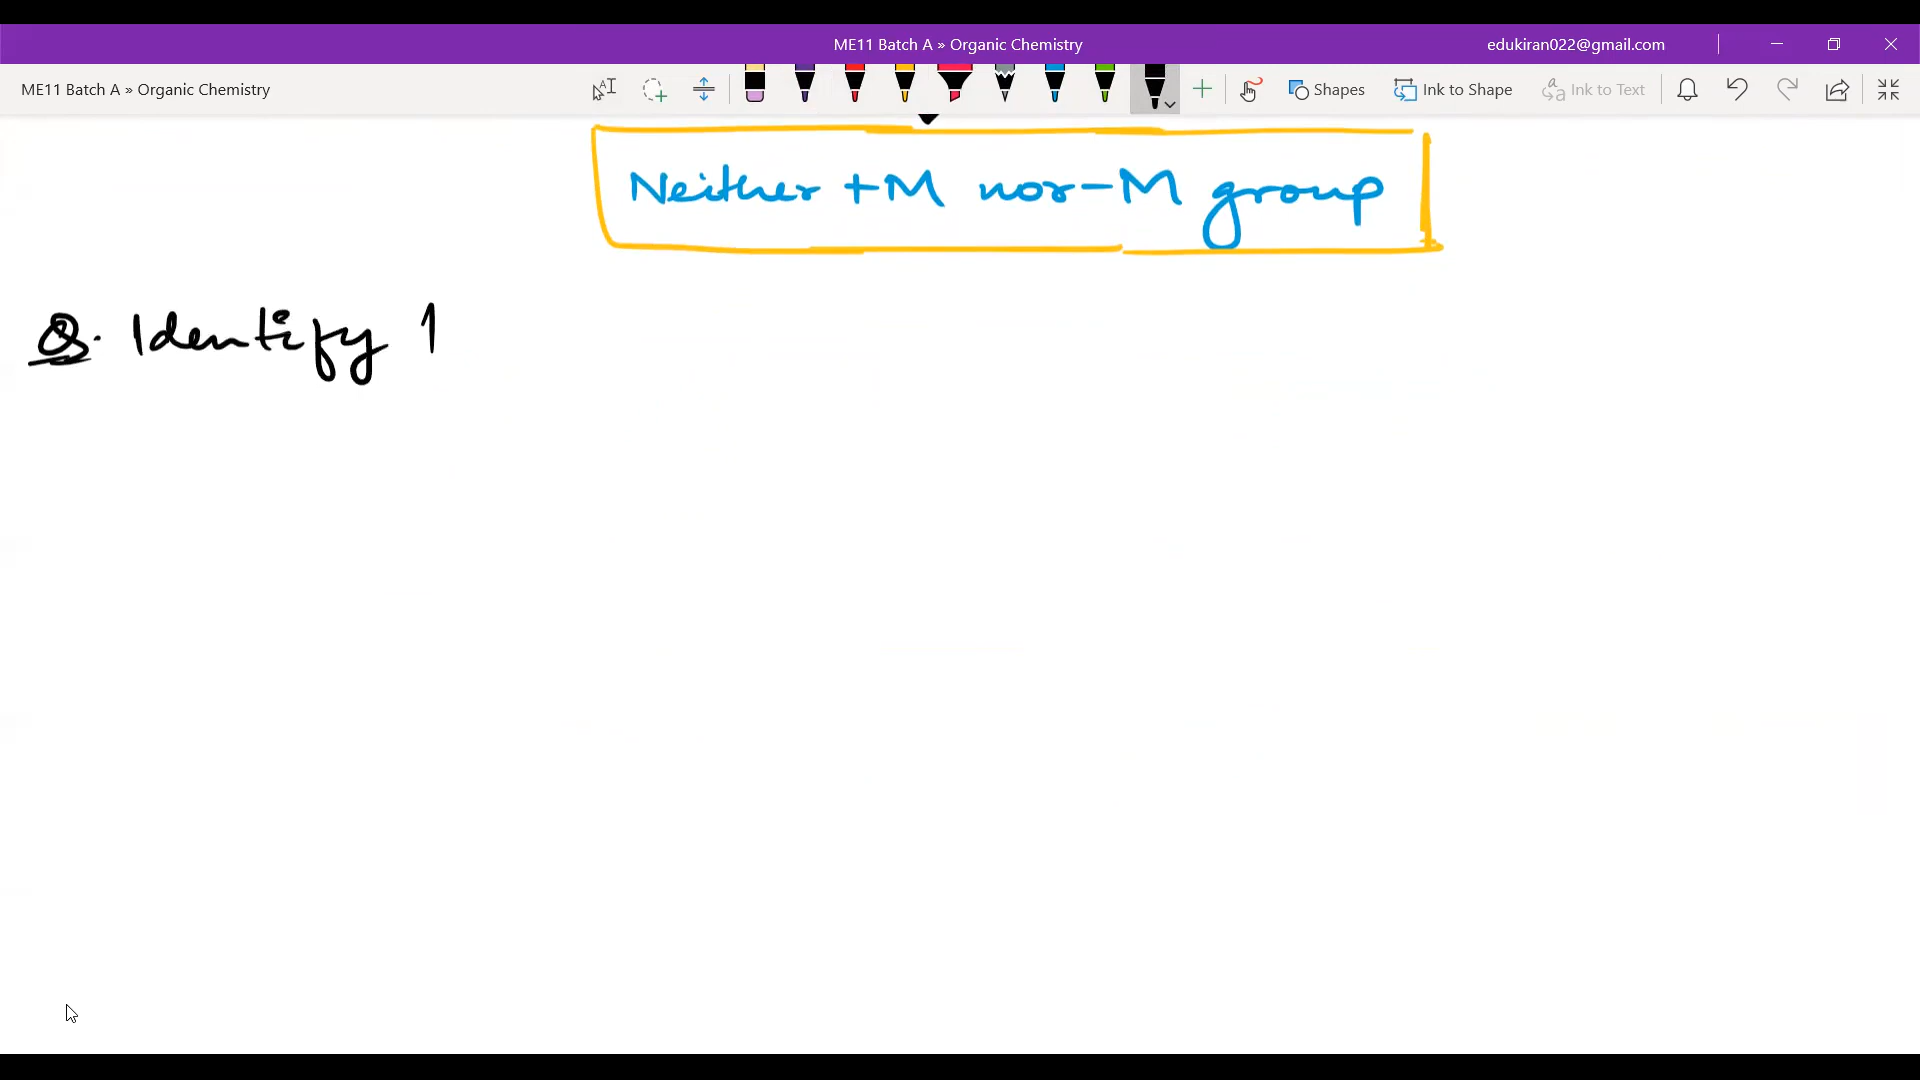 ME11 Batch A » Organic Chemistry
edukiran022@gmail.com
ME11 Batch A » Organic Chemistry
Shapes
Ink to Shape
Ink to Text
Neither +M nor -M group
Q. Identify 1